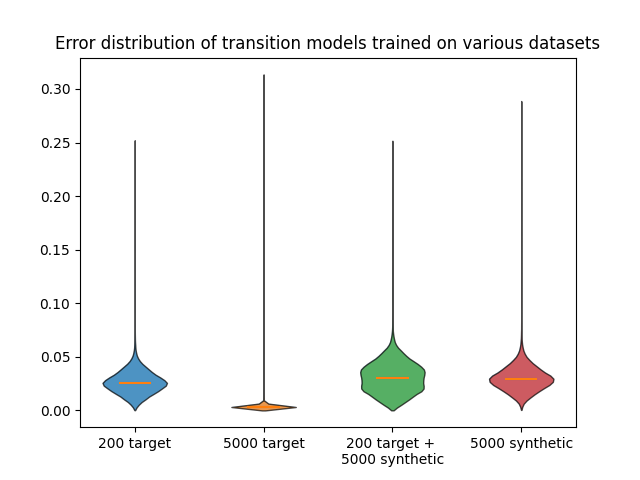 Error distribution of transition models trained on various datasets
0.30
0.25
0.20
0.15
0.10
0.05
0.00
200 target
5000 target
200 target +
5000 synthetic
5000 synthetic